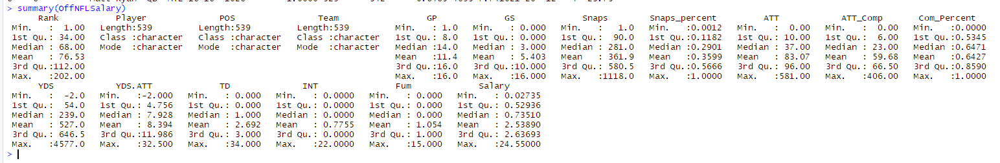 > summary(OffNFLSalary)
Rank Player POS Team GP GS Snaps Snaps_percent ATT ATT_Comp Com_Percent
Min. : 1.00 Length:539 Length:539 Length:539 Min. : 1.0 Min. : 0.000 Min. : 1.0 Min. :0.0012 Min. : 0.00 Min. : 0.00 Min. :0.0000
1st Qu.: 34.00 Class :character Class :character Class :character 1st Qu.: 8.0 1st Qu.: 0.000 1st Qu.: 90.0 1st Qu.:0.1182 1st Qu.: 10.00 1st Qu.: 6.00 1st Qu.:0.5345
Median : 68.00 Mode :character Mode :character Mode :character Median :14.0 Median : 3.000 Median : 281.0 Median :0.2901 Median : 37.00 Median : 23.00 Median :0.6471
Mean : 76.53 Mean :11.4 Mean : 5.403 Mean : 361.9 Mean :0.3599 Mean : 83.07 Mean : 59.68 Mean :0.6427
3rd Qu.:112.00 3rd Qu.:16.0 3rd Qu.:10.000 3rd Qu.: 580.5 3rd Qu.:0.5666 3rd Qu.: 96.00 3rd Qu.: 66.50 3rd Qu.:0.8590
Max. :202.00 Max. :16.0 Max. :16.000 Max. :1118.0 Max. :1.0000 Max. :581.00 Max. :406.00 Max. :1.0000
YDS YDS.ATT TD INT Fum Salary
Min. : -2.0 Min. :-2.000 Min. : 0.000 Min. : 0.0000 Min. : 0.000 Min. : 0.02735
1st Qu.: 54.0 1st Qu.: 4.756 1st Qu.: 0.000 1st Qu.: 0.0000 1st Qu.: 0.000 1st Qu.: 0.52936
Median : 239.0 Median : 7.928 Median : 1.000 Median : 0.0000 Median : 0.000 Median : 0.73510
Mean : 527.0 Mean : 8.394 Mean : 2.692 Mean : 0.7755 Mean : 1.054 Mean : 2.53890
3rd Qu.: 646.5 3rd Qu.:11.986 3rd Qu.: 3.000 3rd Qu.: 0.0000 3rd Qu.: 1.000 3rd Qu.: 2.63693
Max. :4577.0 Max. :32.500 Max. :34.000 Max. :22.0000 Max. :15.000 Max. :24.55000
>